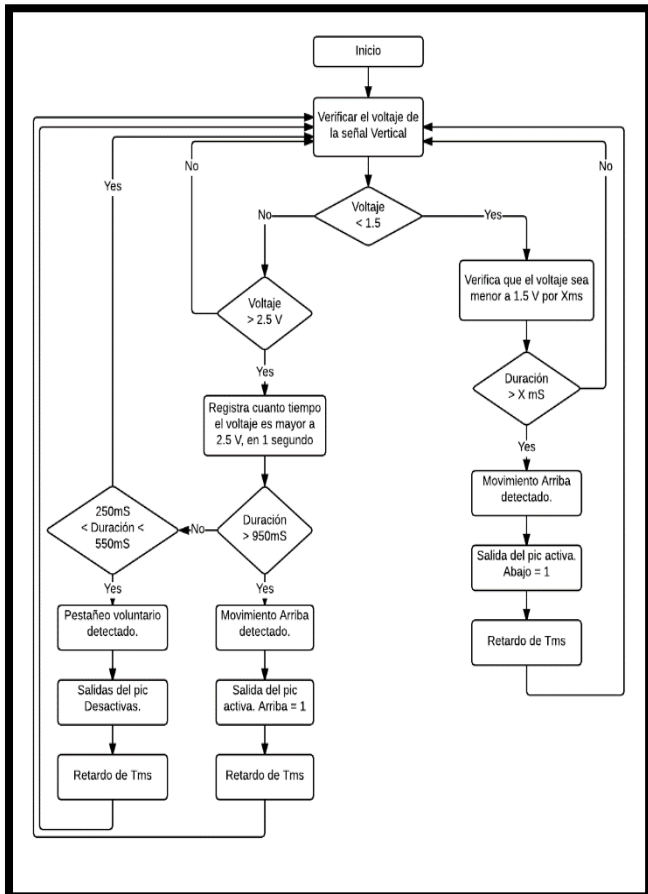 Inicio
Verificar el voltaje de
la señal Vertical
Voltaje
< 1.5
No
Yes
No
No
Yes
Voltaje
> 2.5 V
Verifica que el voltaje sea
menor a 1.5 V por Xms
Yes
Duración
> X mS
Registra cuanto tiempo
el voltaje es mayor a
2.5 V, en 1 segundo
Yes
Movimiento Arriba
detectado.
250mS
< Duración <
550mS
No
Duración
> 950mS
Salida del pic activa.
Abajo = 1
Yes
Yes
Pestañeo voluntario
detectado.
Movimiento Arriba
detectado.
Retardo de Tms
Salidas del pic
Desactivas.
Salida del pic
activa. Arriba = 1
Retardo de Tms
Retardo de Tms